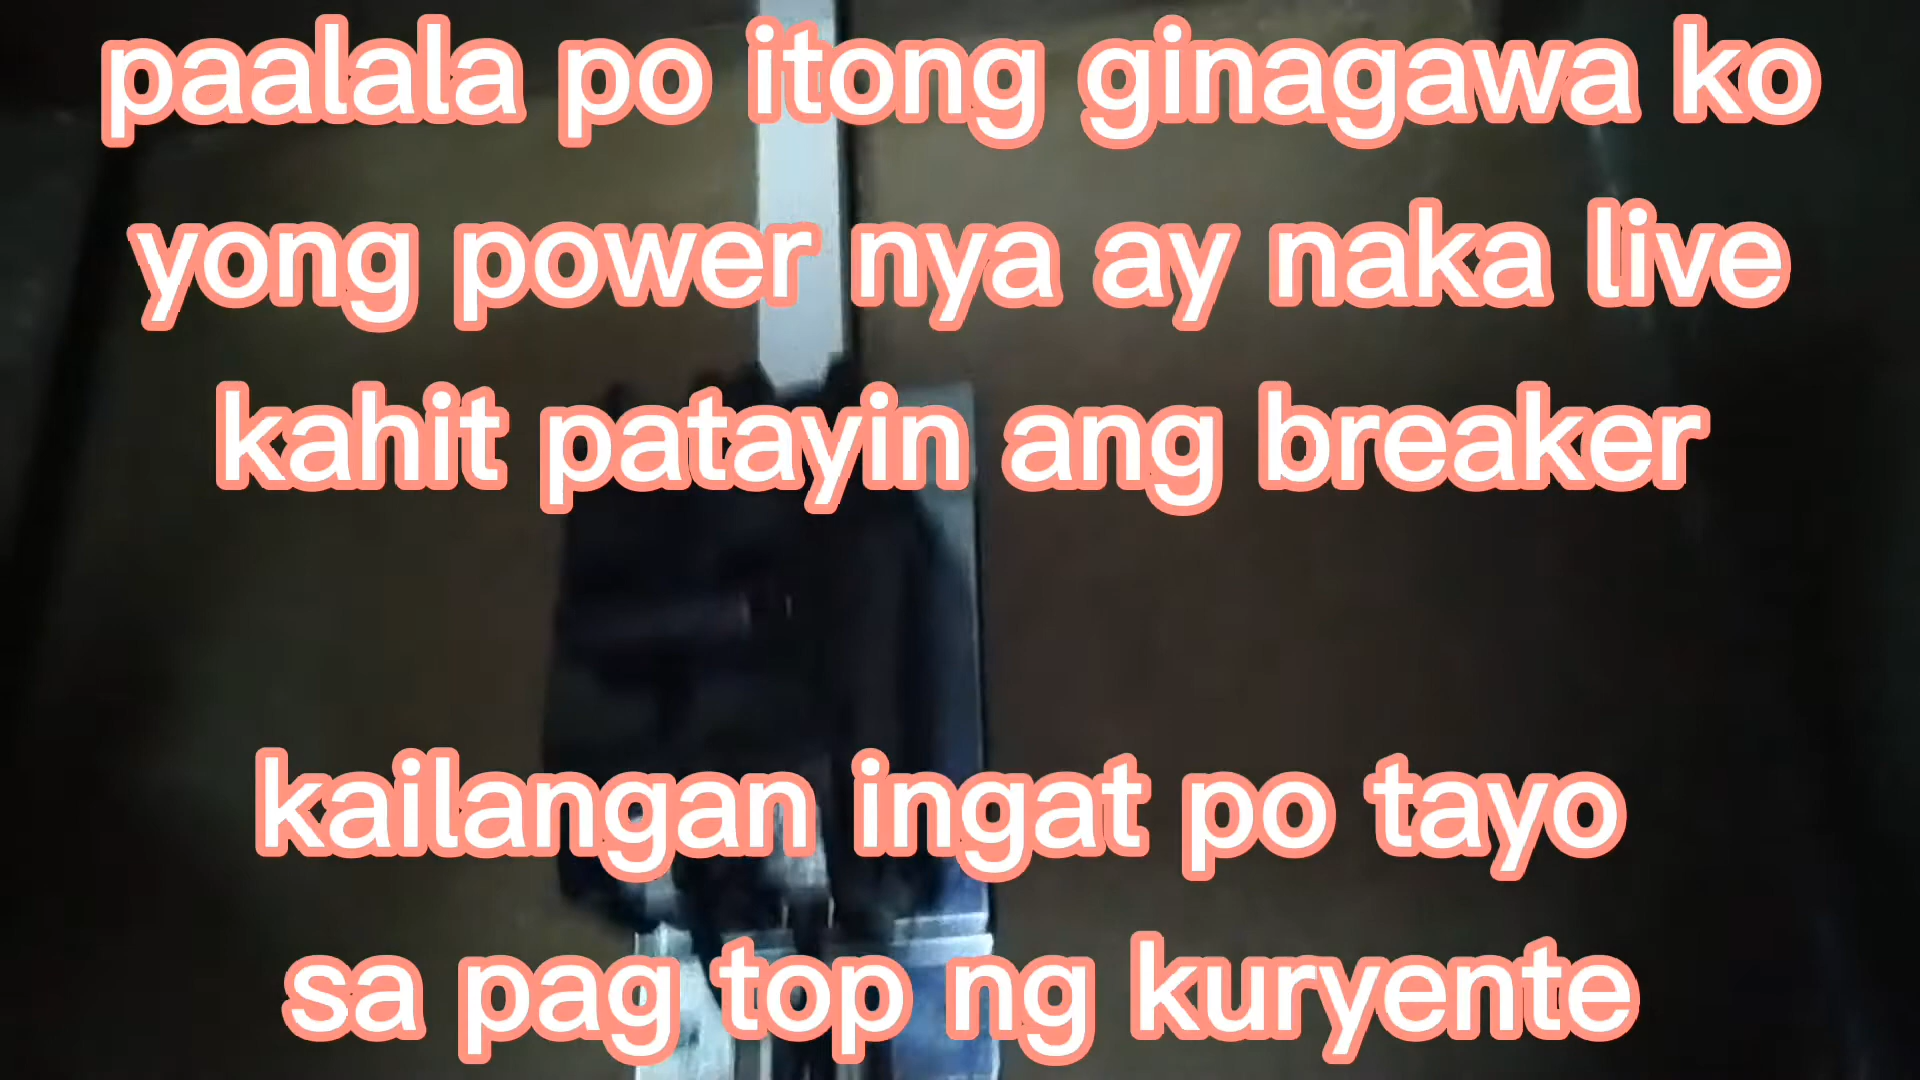 paalala po itong ginagawa ko
yong power nya ay naka live
kahit patayin ang breaker
kailangan ingat po tayo
sa pag top ng kuryente